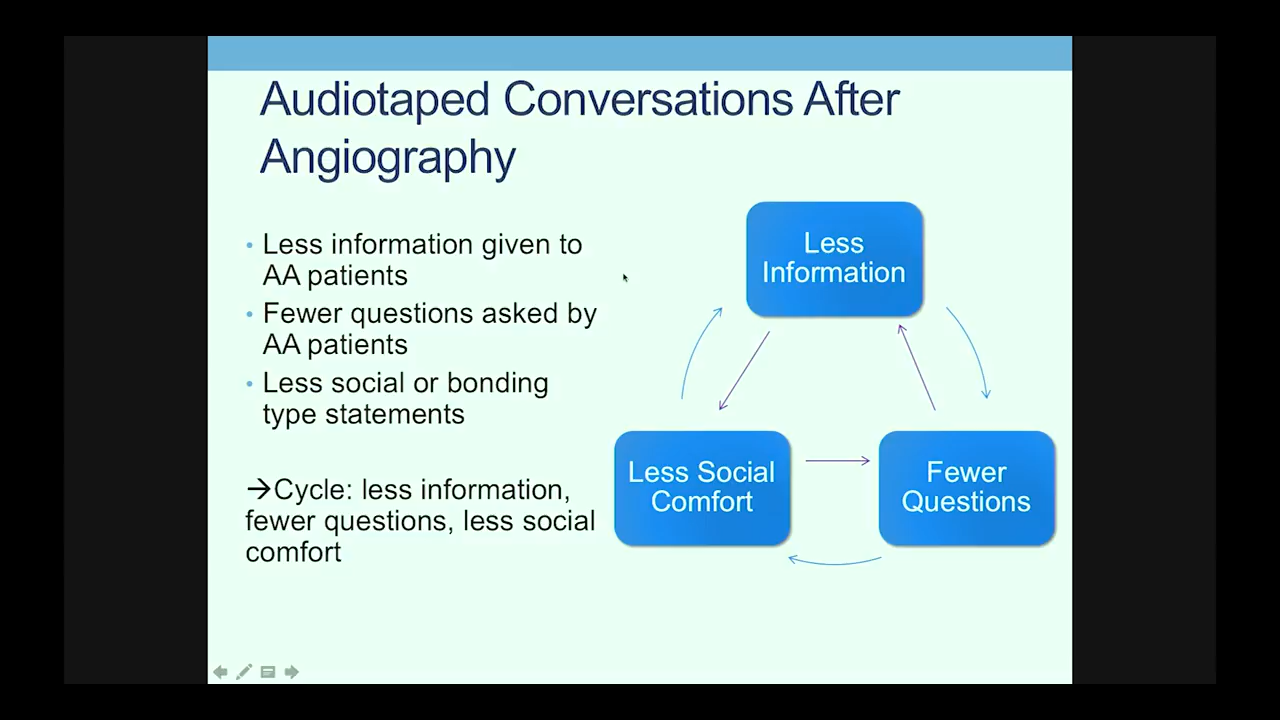 Audiotaped Conversations After
Angiography
• Less information given to
AA patients
• Fewer questions asked by
AA patients
• Less social or bonding
type statements
→Cycle: less information,
fewer questions, less social
comfort
Less
Information
Less Social
Comfort
Fewer
Questions